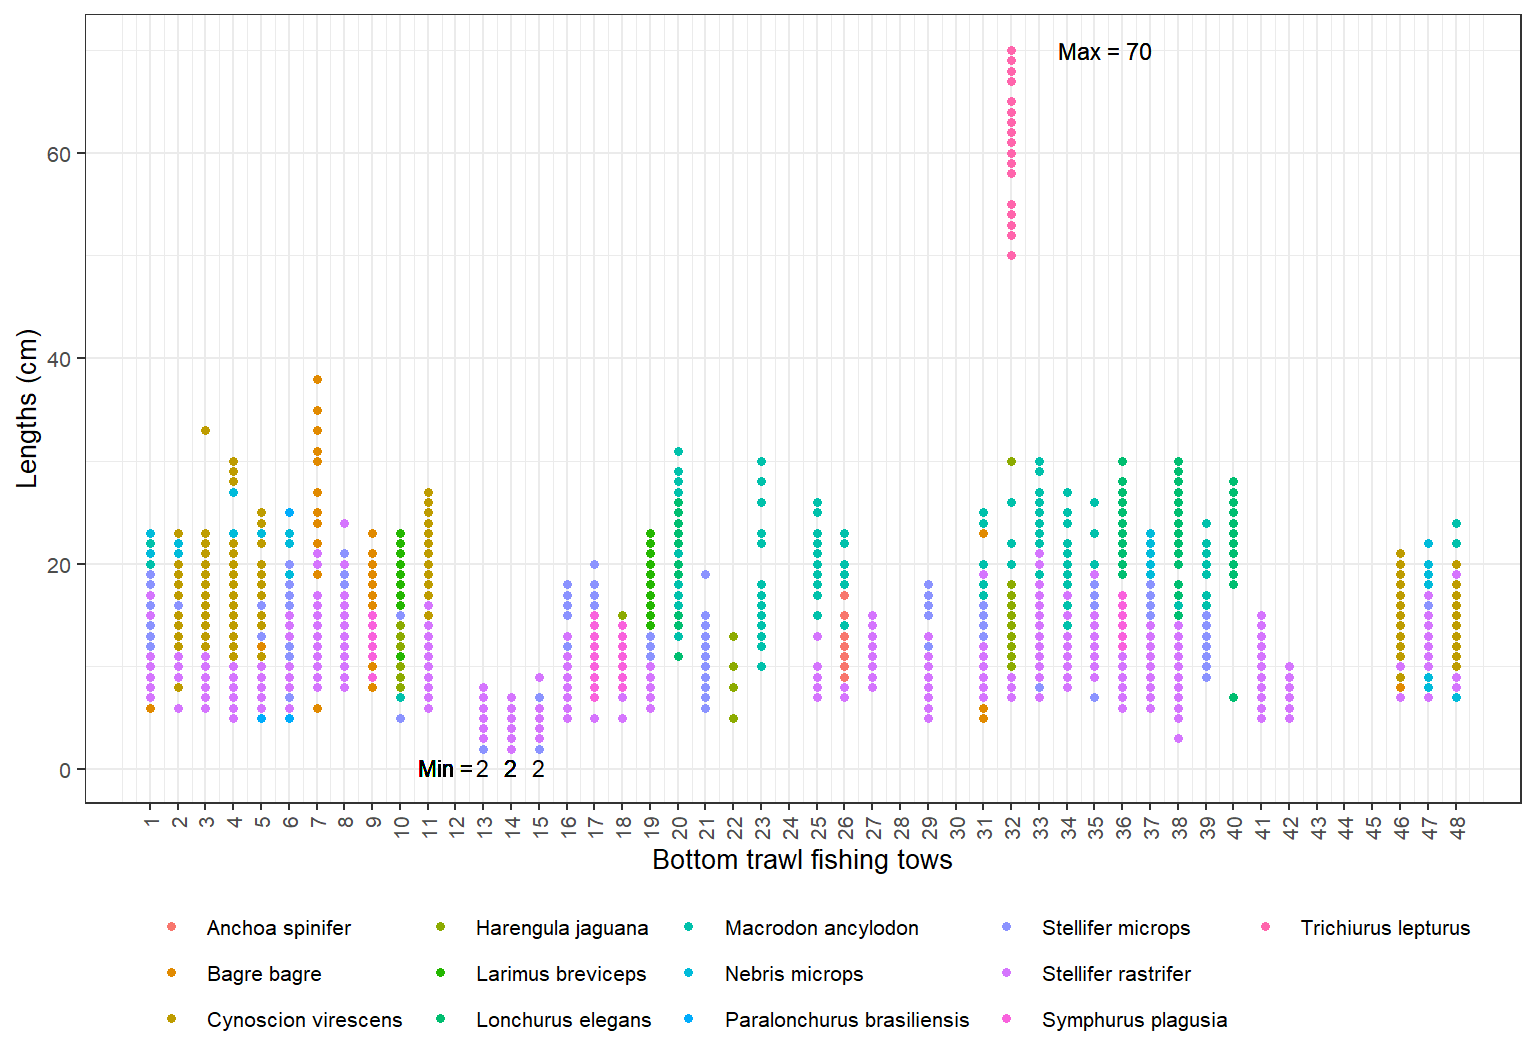 Max = 70
60
40
20
0
Lengths (cm)
Min = 2 2 2
1 2 3 4 5 6 7 8 9 10 11 12 13 14 15 16 17 18 19 20 21 22 23 24 25 26 27 28 29 30 31 32 33 34 35 36 37 38 39 40 41 42 43 44 45 46 47 48
Bottom trawl fishing tows
Anchoa spinifer Harengula jaguana Macrodon ancylodon Stellifer microps Trichiurus lepturus
Bagre bagre Larimus breviceps Nebris microps Stellifer rastrifer
Cynoscion virescens Lonchurus elegans Paralonchurus brasiliensis Symphurus plagusia